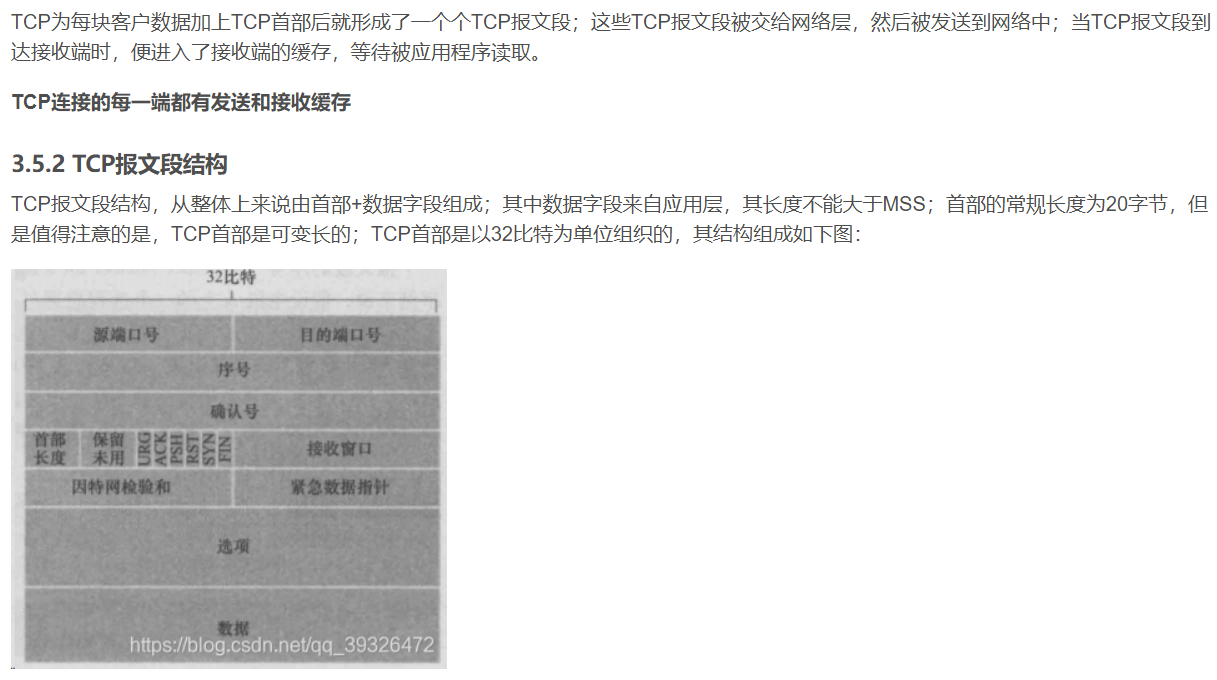 TCP为每块客户数据加上TCP首部后就形成了一个个TCP报文段；这些TCP报文段被交给网络层，然后被发送到网络中；当TCP报文段到
达接收端时，便进入了接收端的缓存，等待被应用程序读取。
TCP连接的每一端都有发送和接收缓存
3.5.2 TCP报文段结构
TCP报文段结构，从整体上来说由首部+数据字段组成；其中数据字段来自应用层，其长度不能大于MSS；首部的常规长度为20字节，但
是值得注意的是，TCP首部是可变长的；TCP首部是以32比特为单位组织的，其结构组成如下图：
32比特
源端口号 目的端口号
序号
确认号
首部 保留 URG ACK PSH RST SYN FIN 接收窗口
长度 未用
因特网检验和 紧急数据指针
选项
数据
https://blog.csdn.net/qq_39326472